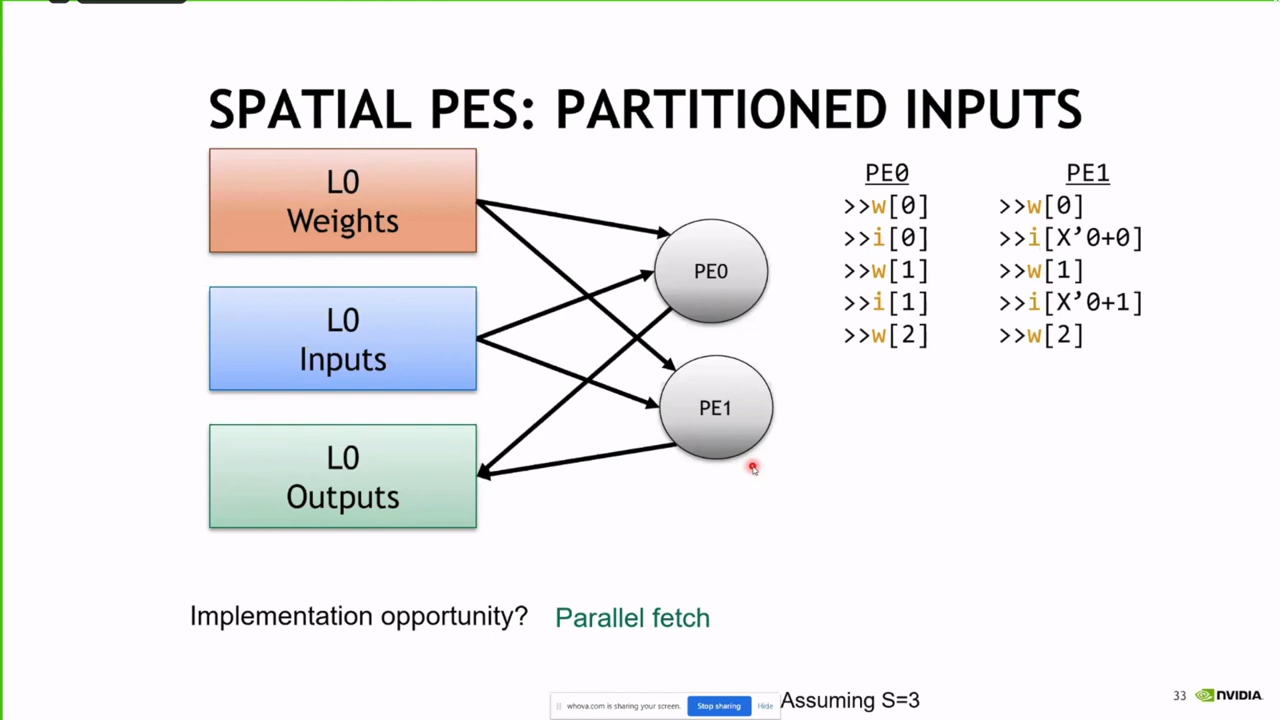 SPATIAL PES: PARTITIONED INPUTS
L0
Weights
L0
Inputs
L0
Outputs
PE0
PE1
PE0
>>w[0]
>>i[0]
>>w[1]
>>i[1]
>>w[2]
PE1
>>w[0]
>>i[X’0+0]
>>w[1]
>>i[X’0+1]
>>w[2]
Implementation opportunity? Parallel fetch
whova.com is sharing your screen. Stop sharing Hide
Assuming S=3
33 NVIDIA.